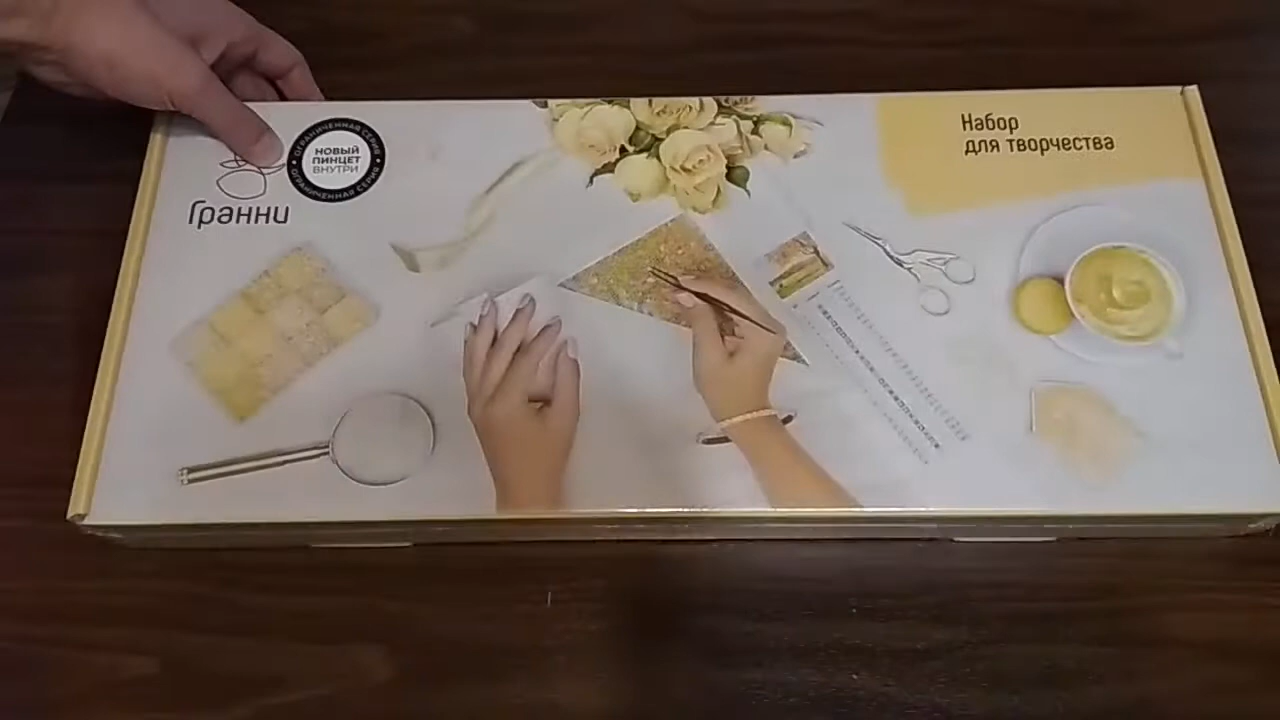 Гранни
ОГРАНИЧЕННАЯ СЕРИЯ
НОВЫЙ
ПИНЦЕТ
ВНУТРИ
ОГРАНИЧЕННАЯ СЕРИЯ
Набор
для творчества